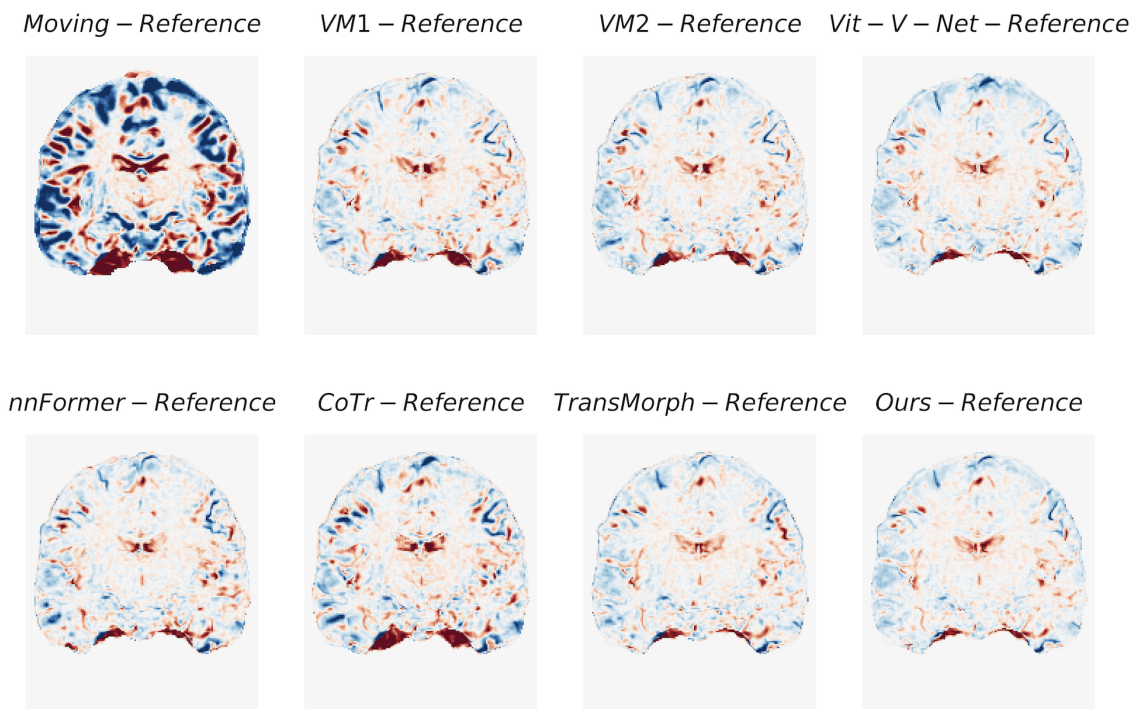 Moving − Reference
VM1 − Reference
VM2 − Reference
Vit − V − Net − Reference
nnFormer − Reference
CoTr − Reference
TransMorph − Reference
Ours − Reference